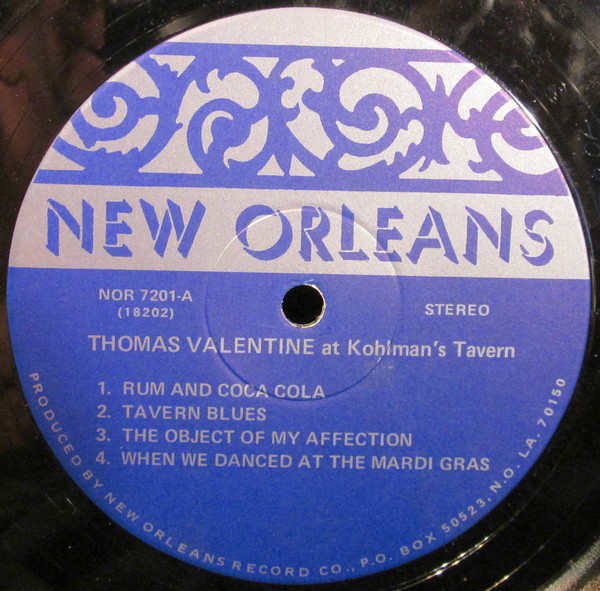 NEW ORLEANS
NOR 7201-A
(18202)
STEREO
THOMAS VALENTINE at Kohlman's Tavern
1. RUM AND COCA COLA
2. TAVERN BLUES
3. THE OBJECT OF MY AFFECTION
4. WHEN WE DANCED AT THE MARDI GRAS
PRODUCED BY NEW ORLEANS RECORD CO., P.O. BOX 50523, N.O. LA. 70150